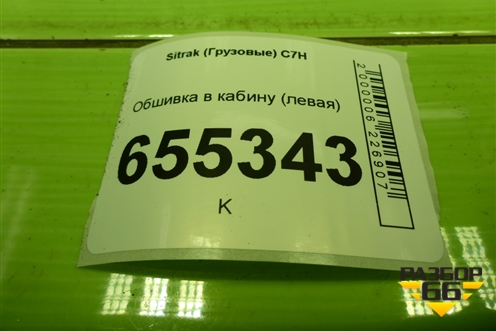 Sitrak (Грузовые) C7H
Обшивка в кабину (левая)
655343
К
2000006226907
РАЗБОР
66